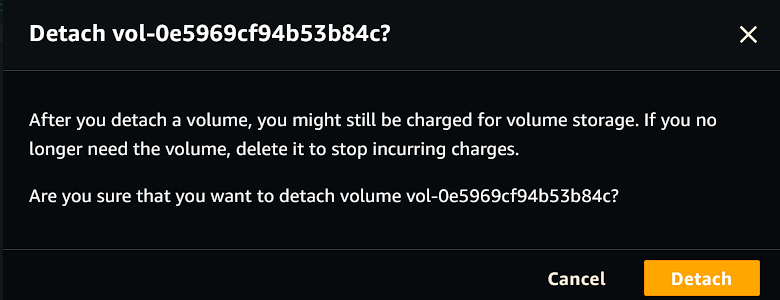 Detach vol-0e5969cf94b53b84c?
After you detach a volume, you might still be charged for volume storage. If you no
longer need the volume, delete it to stop incurring charges.
Are you sure that you want to detach volume vol-0e5969cf94b53b84c?
Cancel
Detach